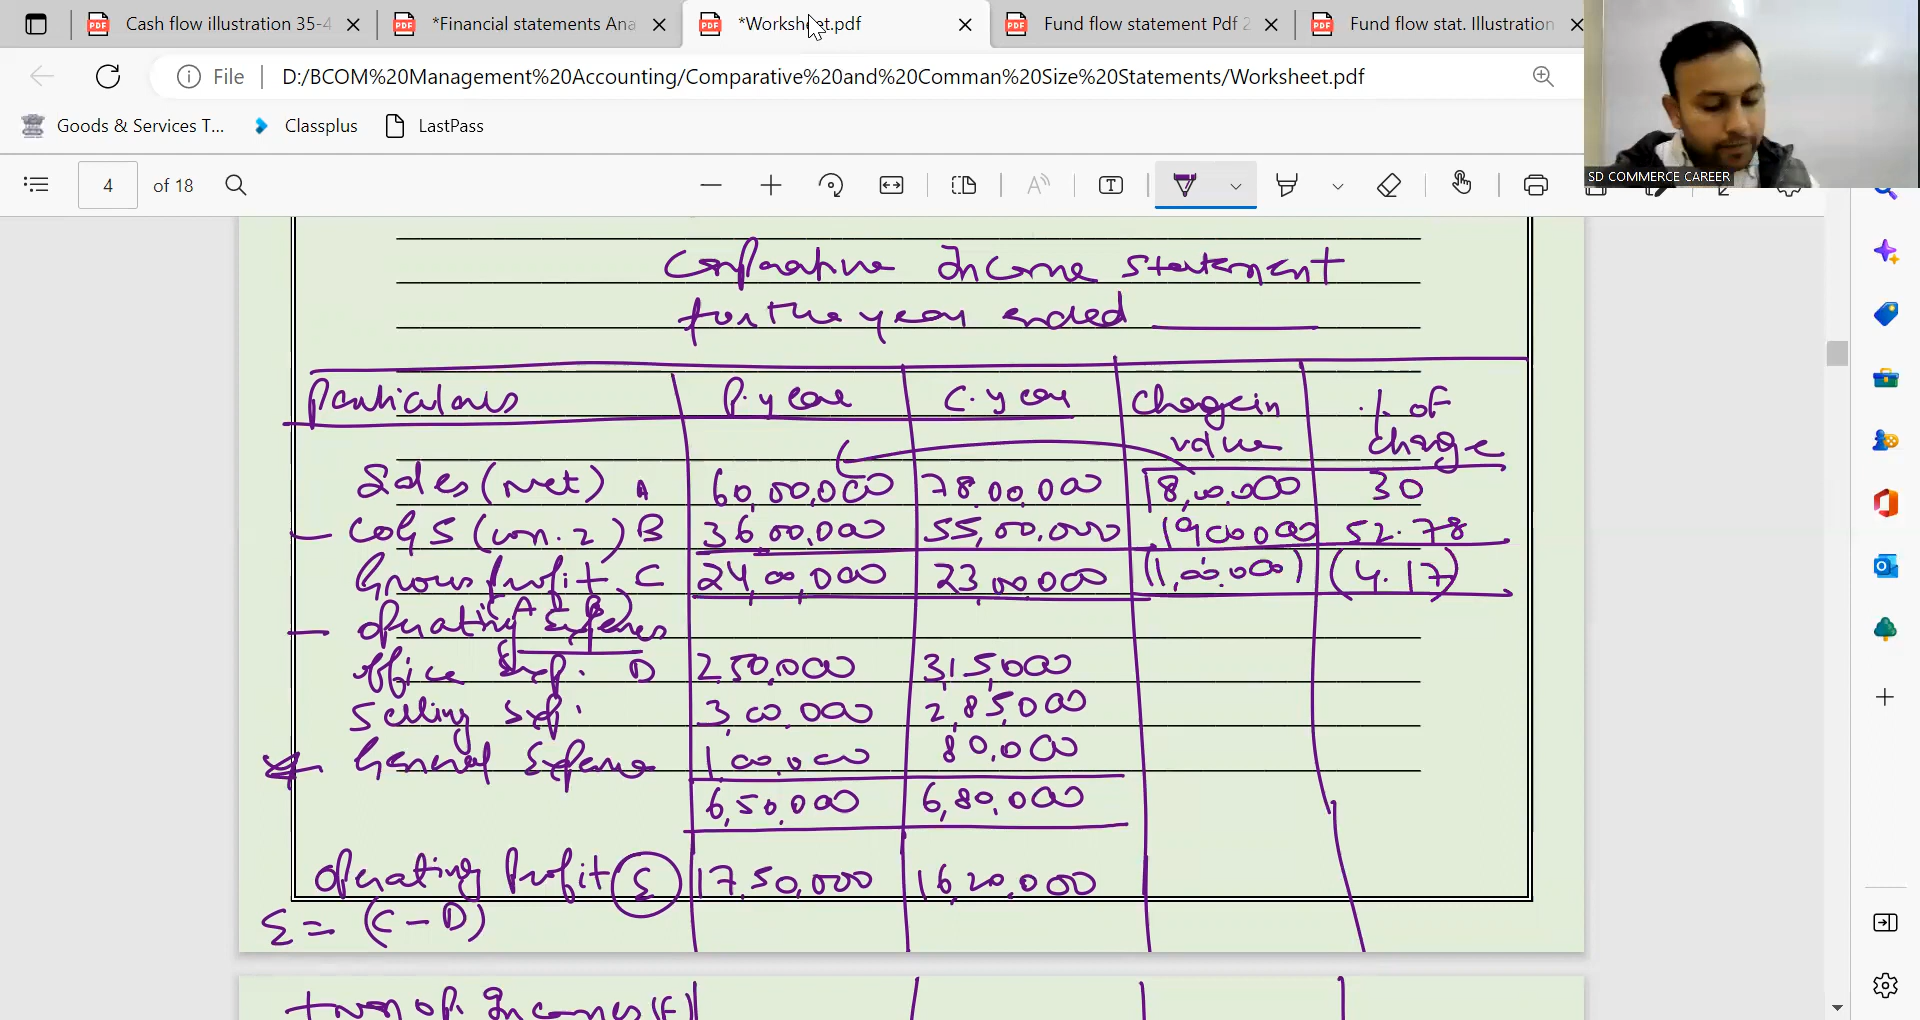 Cash flow illustration 35-4
*Financial statements Ana
*Worksheet.pdf
Fund flow statement Pdf 2
Fund flow stat. Illustration
File D:/BCOM%20Management%20Accounting/Comparative%20and%20Comman%20Size%20Statements/Worksheet.pdf
Goods & Services T... Classplus LastPass
4 of 18
SD COMMERCE CAREER
Comparative Income Statement
for the year ended
Particulars P. year C. year Change in value % of change
Sales (Net) A 60,00,000 78,00,000 18,00,000 30
COGS (W.n. 2) B 36,00,000 55,00,000 1900000 52.78
Gross Profit C 24,00,000 23,00,000 (1,00,000) (4.17)
(A - B)
Operating Expenses
Office Exp. D 2,50,000 3,15,000
Selling Exp. 3,00,000 2,85,000
General Expense 1,00,000 80,000
6,50,000 6,80,000
Operating Profit E 17,50,000 16,20,000
E = (C - D)
Incomes (F)